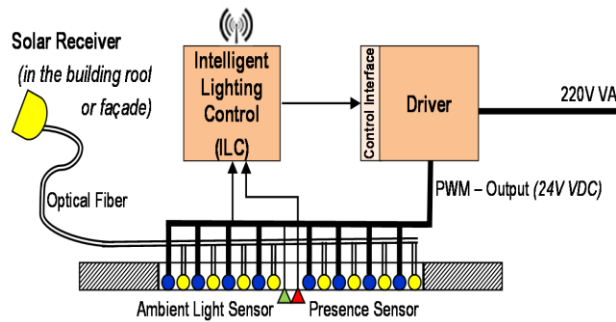 Solar Receiver
(in the building roof
or façade)
Intelligent
Lighting
Control
(ILC)
Control Interface
Driver
220V VA
PWM – Output (24V VDC)
Optical Fiber
Ambient Light Sensor
Presence Sensor